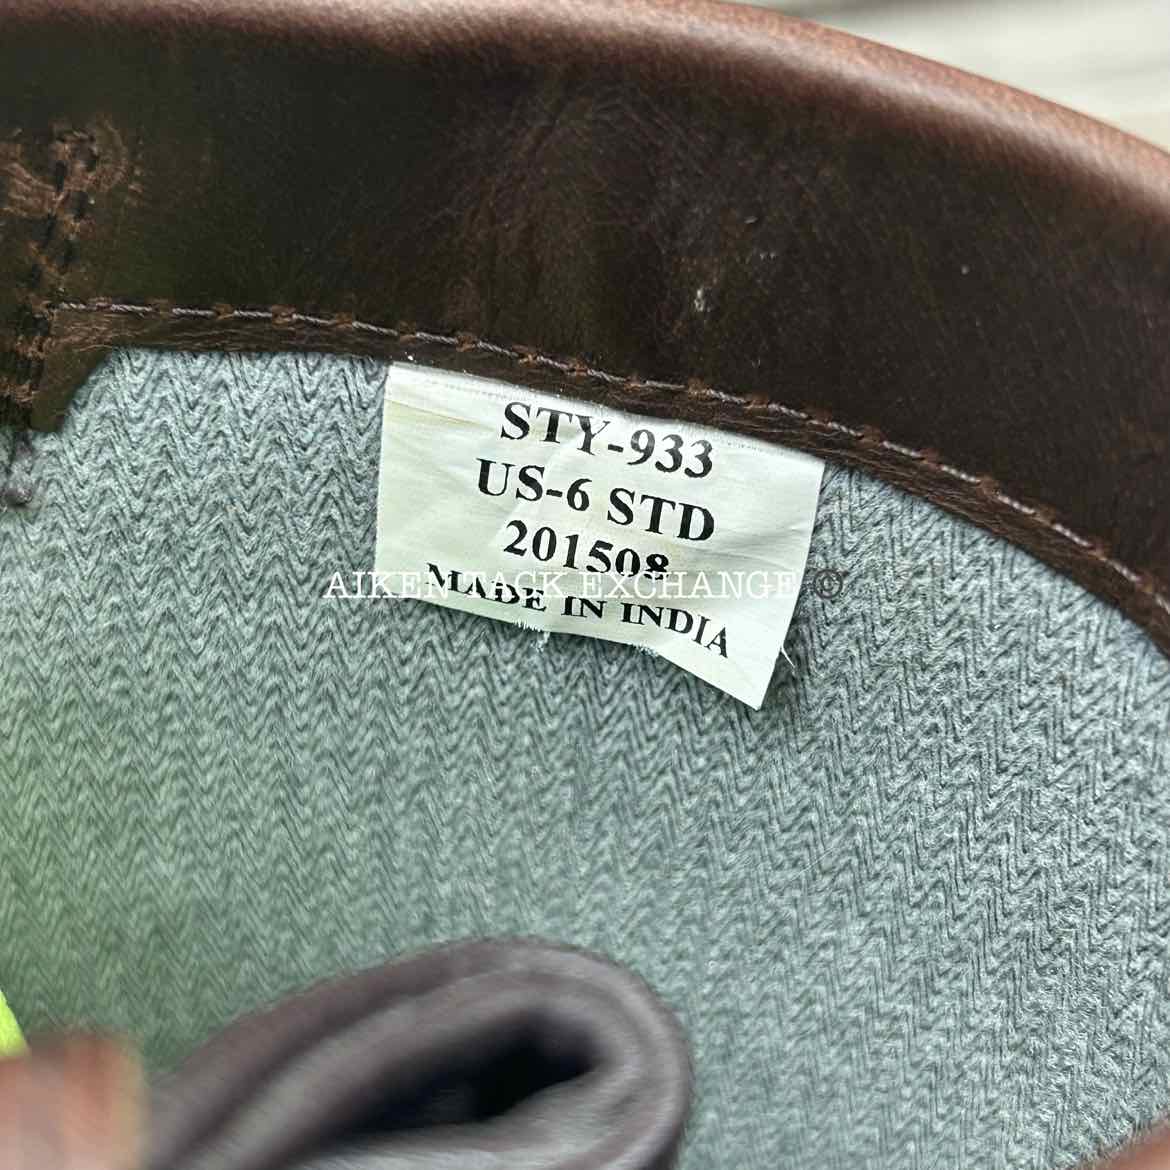 STY-933
US-6 STD
201508
MADE IN INDIA
AIKEN TACK EXCHANGE ©